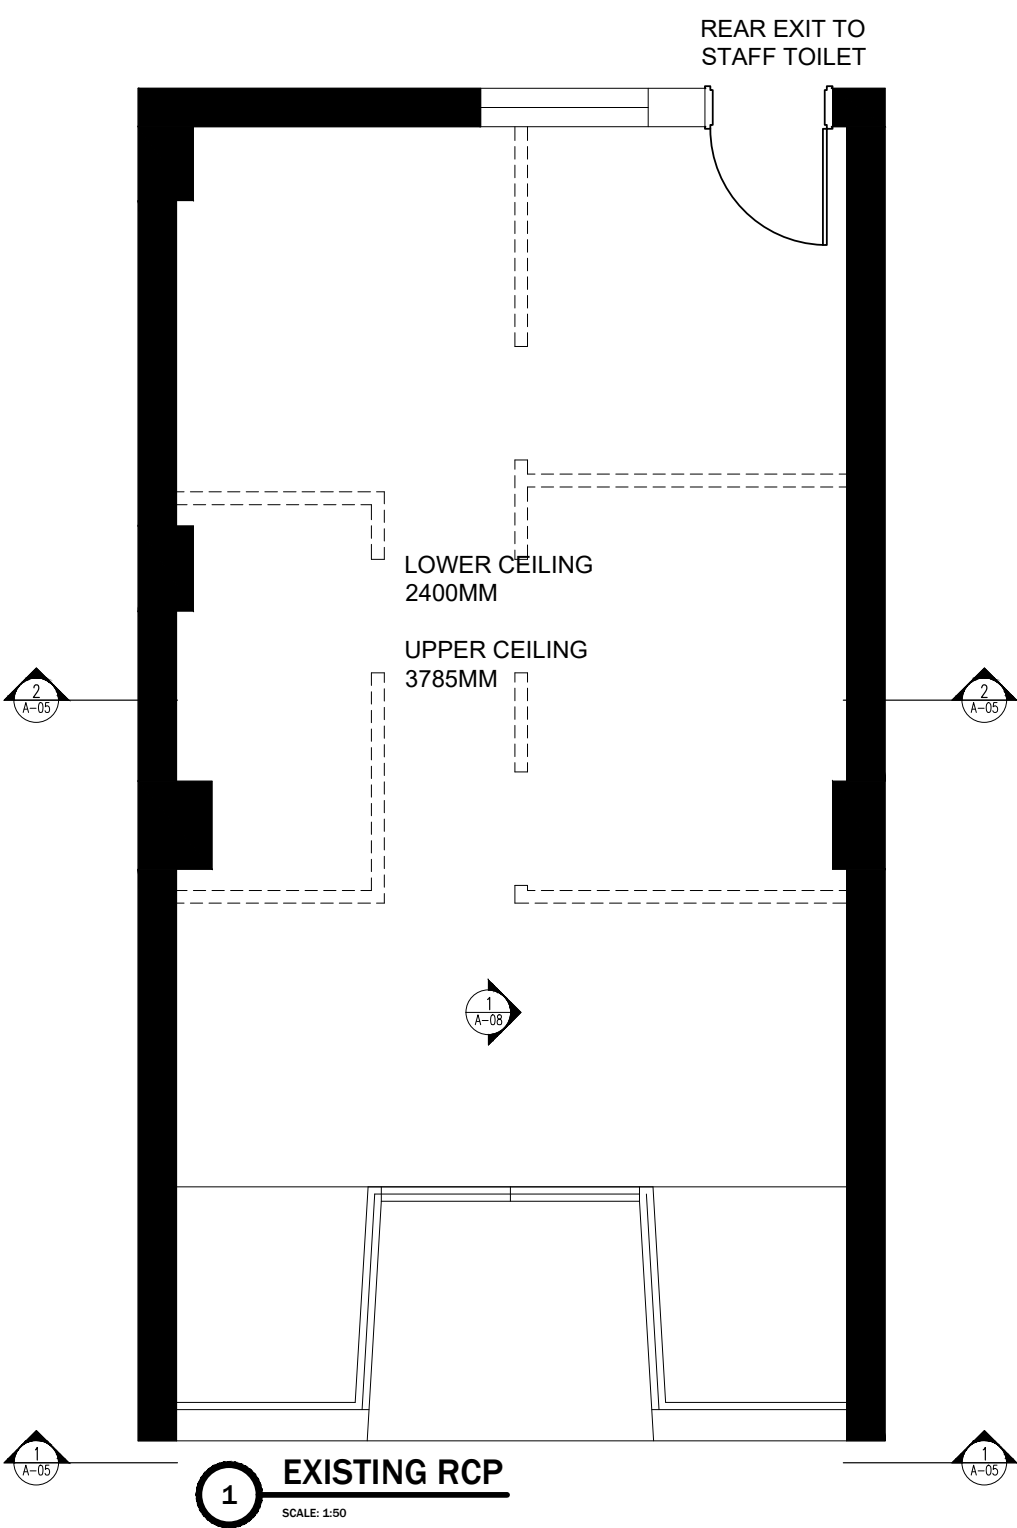 REAR EXIT TO
STAFF TOILET
LOWER CEILING
2400MM
UPPER CEILING
3785MM
2
A-05
2
A-05
1
A-08
1
A-05
1
A-05
1
EXISTING RCP
SCALE: 1:50